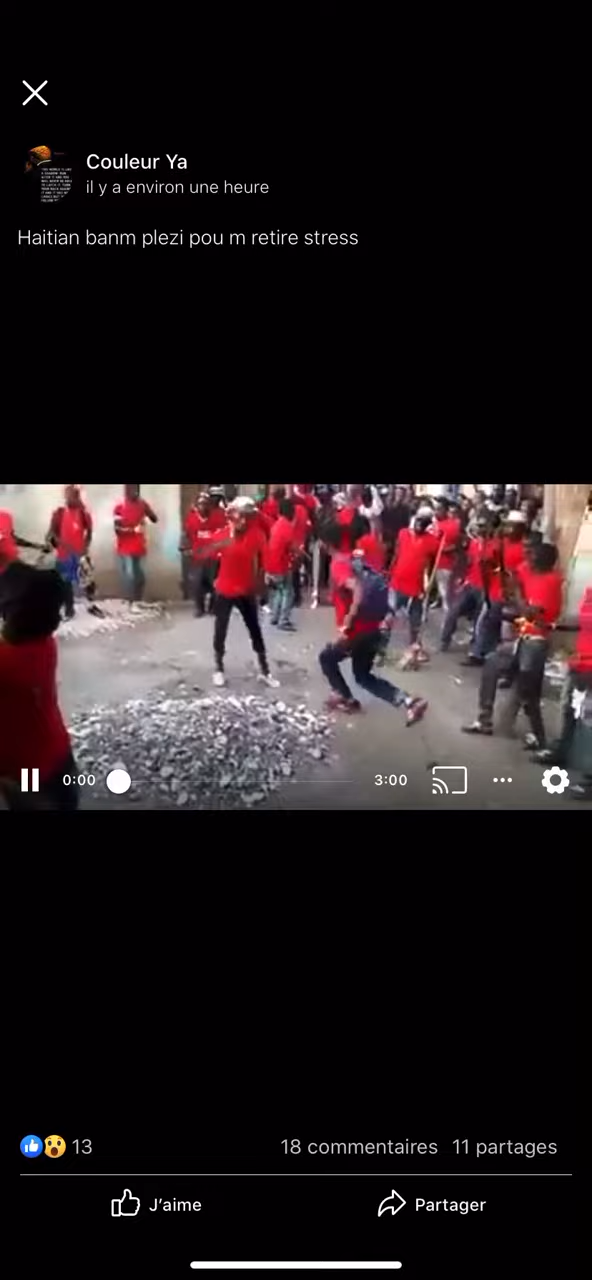 Couleur Ya
il y a environ une heure
Haitian banm plezi pou m retire stress
0:00
3:00
13
18 commentaires 11 partages
J'aime
Partager